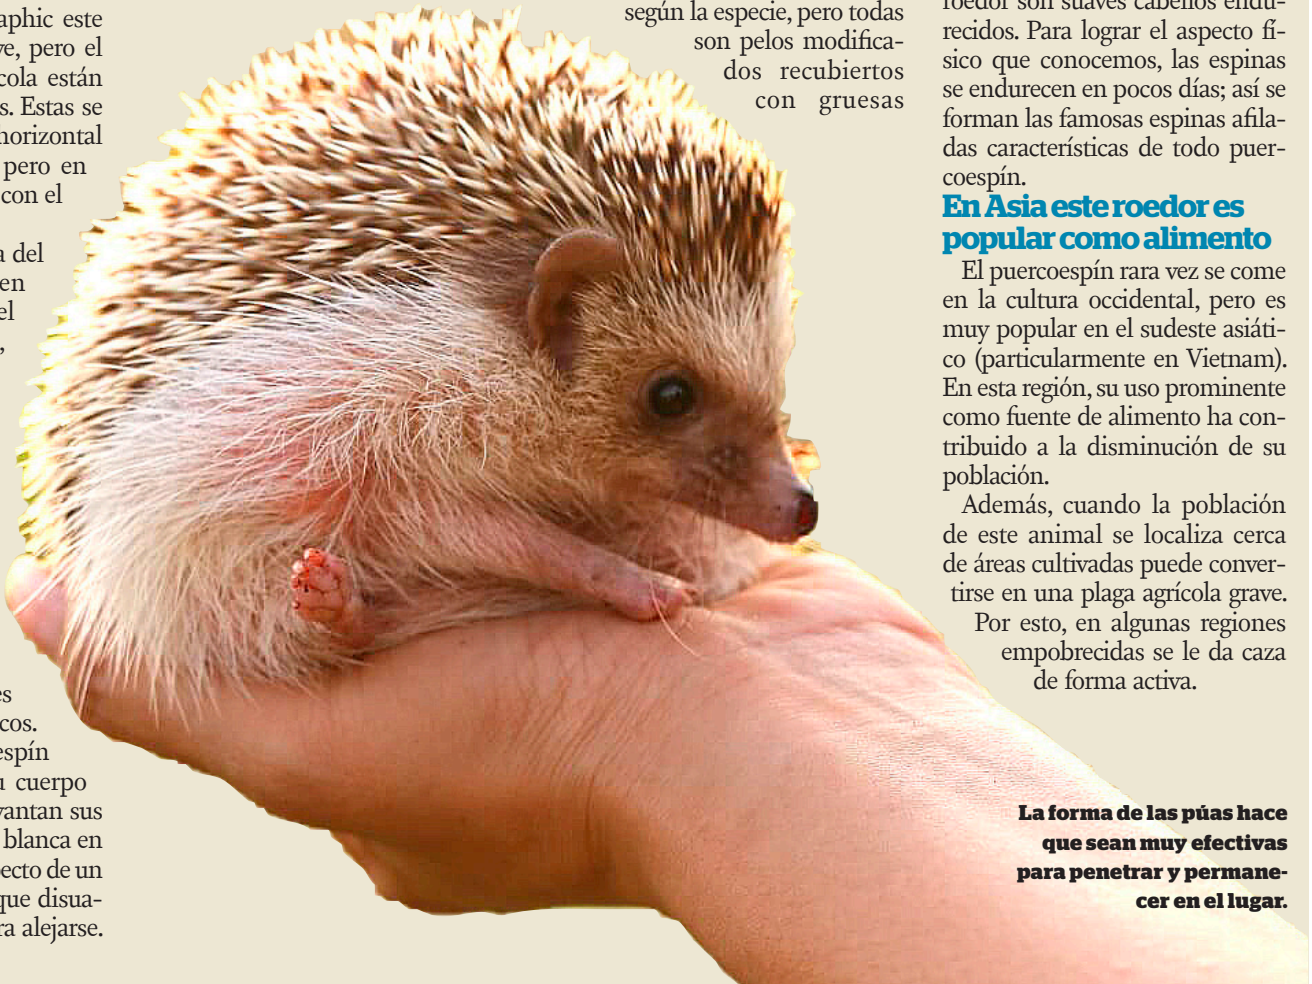 aphic este
ve, pero el
cola están
s. Estas se
horizontal
pero en
con el
a del
en
el
,
es
cos.
espín
u cuerpo
vantan sus
blanca en
pecto de un
que disua-
ra alejarse.
según la especie, pero todas
son pelos modifica-
dos recubiertos
con gruesas
roedor son suaves cabellos endu-
recidos. Para lograr el aspecto fí-
sico que conocemos, las espinas
se endurecen en pocos días; así se
forman las famosas espinas afila-
das características de todo puer-
coespín.
En Asia este roedor es
popular como alimento
El puercoespín rara vez se come
en la cultura occidental, pero es
muy popular en el sudeste asiáti-
co (particularmente en Vietnam).
En esta región, su uso prominente
como fuente de alimento ha con-
tribuido a la disminución de su
población.
Además, cuando la población
de este animal se localiza cerca
de áreas cultivadas puede conver-
tirse en una plaga agrícola grave.
Por esto, en algunas regiones
empobrecidas se le da caza
de forma activa.
La forma de las púas hace
que sean muy efectivas
para penetrar y permane-
cer en el lugar.